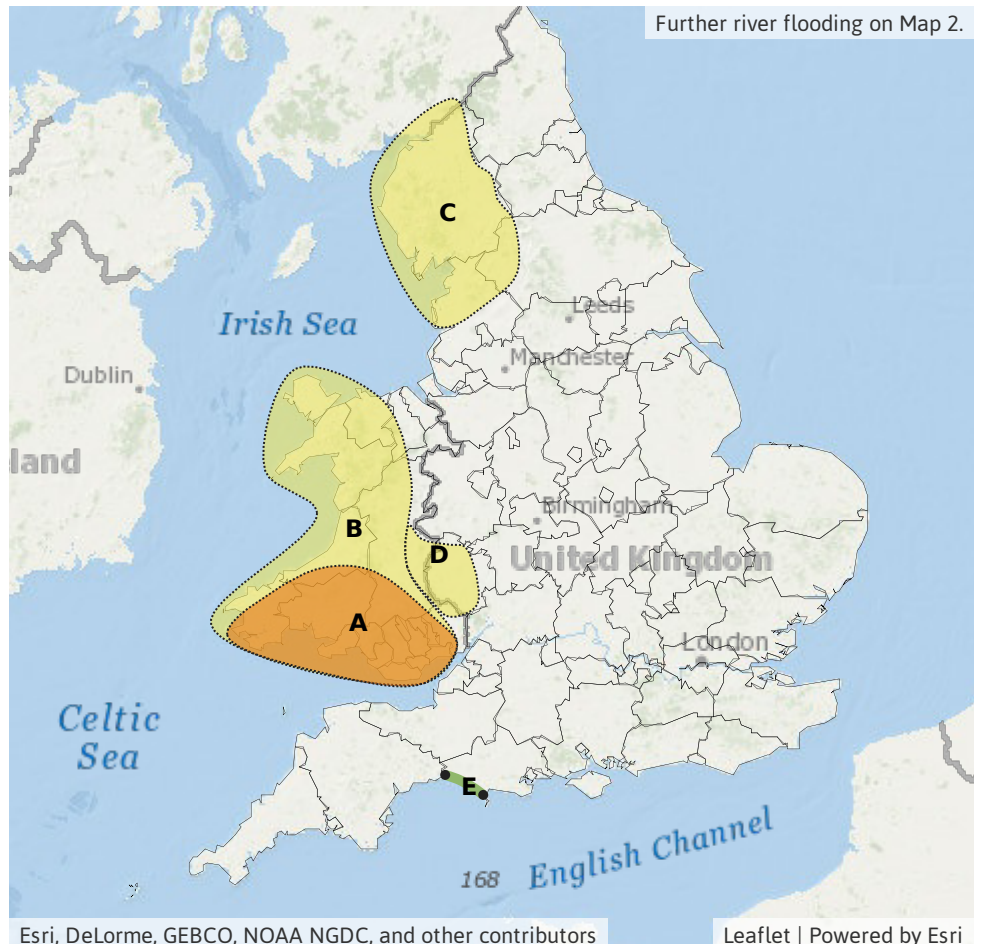 Further river flooding on Map 2.
C
Leeds
Irish Sea
Manchester
Dublin
land
Birmingham
B
D
United Kingdom
A
London
Celtic
Sea
E
English Channel
168
Esri, DeLorme, GEBCO, NOAA NGDC, and other contributors
Leaflet | Powered by Esri